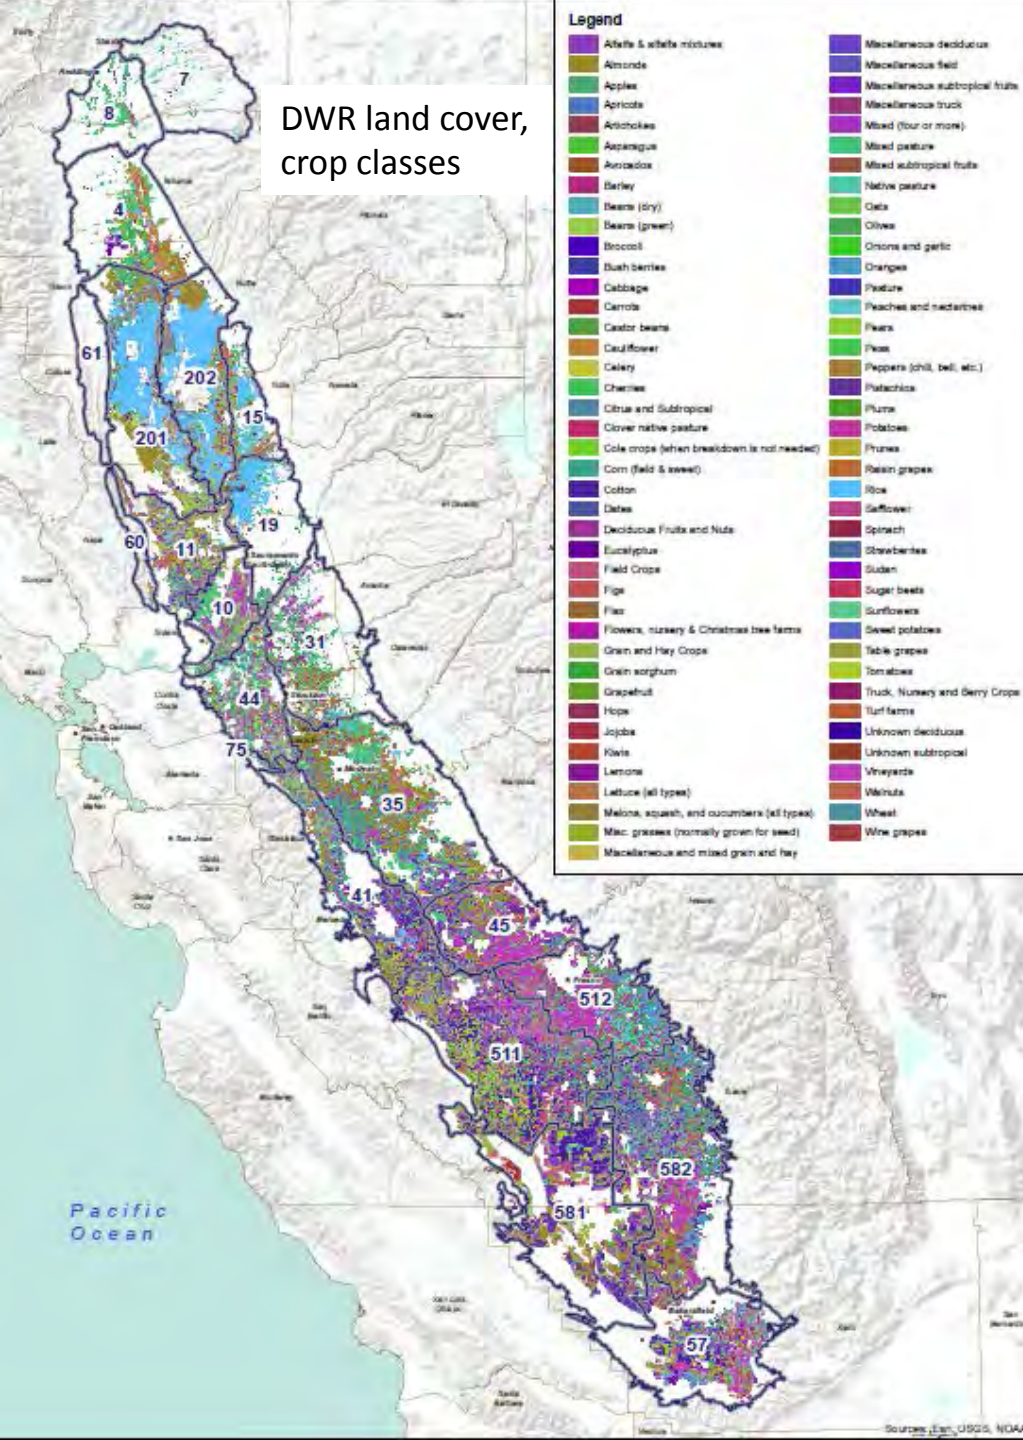 DWR land cover,
crop classes
Legend
Alfalfa & alfalfa mixtures
Almonds
Apples
Apricots
Artichokes
Asparagus
Avocados
Barley
Beans (dry)
Beans (green)
Broccoli
Bush berries
Cabbage
Carrots
Castor beans
Cauliflower
Celery
Cherries
Citrus and Subtropical
Clover native pasture
Cole crops (when breakdown is not needed)
Corn (field & sweet)
Cotton
Dates
Deciduous Fruits and Nuts
Eucalyptus
Field Crops
Figs
Flax
Flowers, nursery & Christmas tree farms
Grain and Hay Crops
Grain sorghum
Grapefruit
Hops
Jojoba
Kiwis
Lemons
Lettuce (all types)
Melons, squash, and cucumbers (all types)
Misc. grasses (normally grown for seed)
Miscellaneous and mixed grain and hay
Miscellaneous deciduous
Miscellaneous field
Miscellaneous subtropical fruits
Miscellaneous truck
Mixed (four or more)
Mixed pasture
Mixed subtropical fruits
Native pasture
Oats
Olives
Onions and garlic
Oranges
Pasture
Peaches and nectarines
Pears
Peas
Peppers (chili, bell, etc.)
Pistachios
Plums
Potatoes
Prunes
Raisin grapes
Rice
Safflower
Spinach
Strawberries
Sudan
Sugar beets
Sunflowers
Sweet potatoes
Table grapes
Tomatoes
Truck, Nursery and Berry Crops
Turf farms
Unknown deciduous
Unknown subtropical
Vineyards
Walnuts
Wheat
Wine grapes
7
8
4
61
202
15
201
19
60
11
10
31
44
75
35
41
45
512
511
582
581
57
San Jose
Fresno
Bakersfield
Pacific
Ocean
Sources: Esri, USGS, NOAA